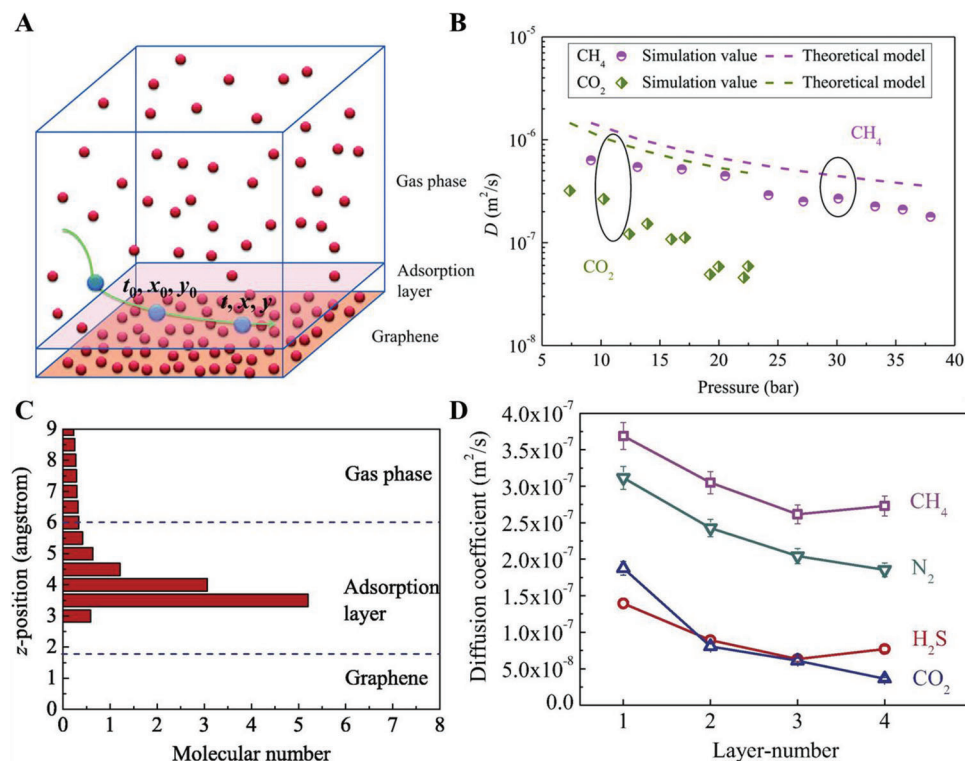 A
Gas phase
Adsorption
layer
t₀, x₀, y₀
t, x, y
Graphene
B
10⁻⁵
10⁻⁶
10⁻⁷
10⁻⁸
D (m²/s)
CH₄ Simulation value Theoretical model
CO₂ Simulation value Theoretical model
CH₄
CO₂
5 10 15 20 25 30 35 40
Pressure (bar)
C
9
8
7
6
5
4
3
2
1
0
z-position (angstrom)
Gas phase
Adsorption
layer
Graphene
0 1 2 3 4 5 6 7 8
Molecular number
D
4.0x10⁻⁷
3.5x10⁻⁷
3.0x10⁻⁷
2.5x10⁻⁷
2.0x10⁻⁷
1.5x10⁻⁷
1.0x10⁻⁷
5.0x10⁻⁸
0.0
Diffusion coefficient (m²/s)
CH₄
N₂
H₂S
CO₂
1 2 3 4
Layer-number